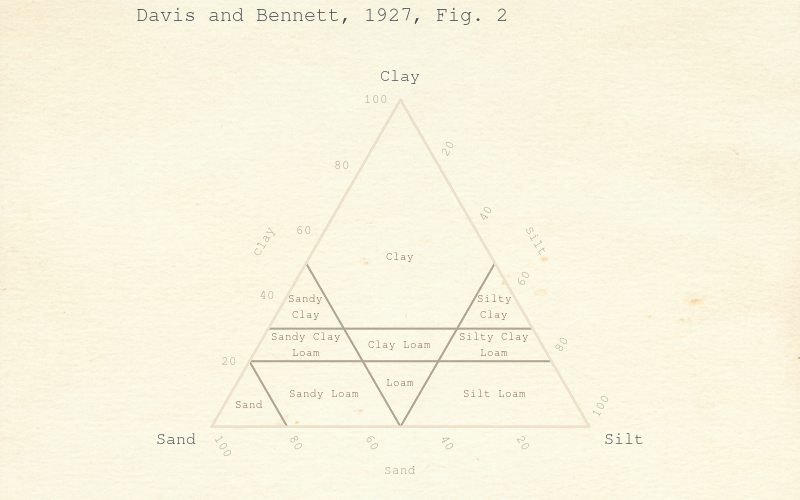 Davis and Bennett, 1927, Fig. 2
Clay
100
20
80
40
60
Clay
Silt
Clay
60
40
Sandy
Clay
Silty
Clay
Sandy Clay
Loam
Clay Loam
Silty Clay
Loam
80
20
Loam
Sandy Loam
Silt Loam
Sand
100
Sand
100
80
60
40
20
Silt
Sand